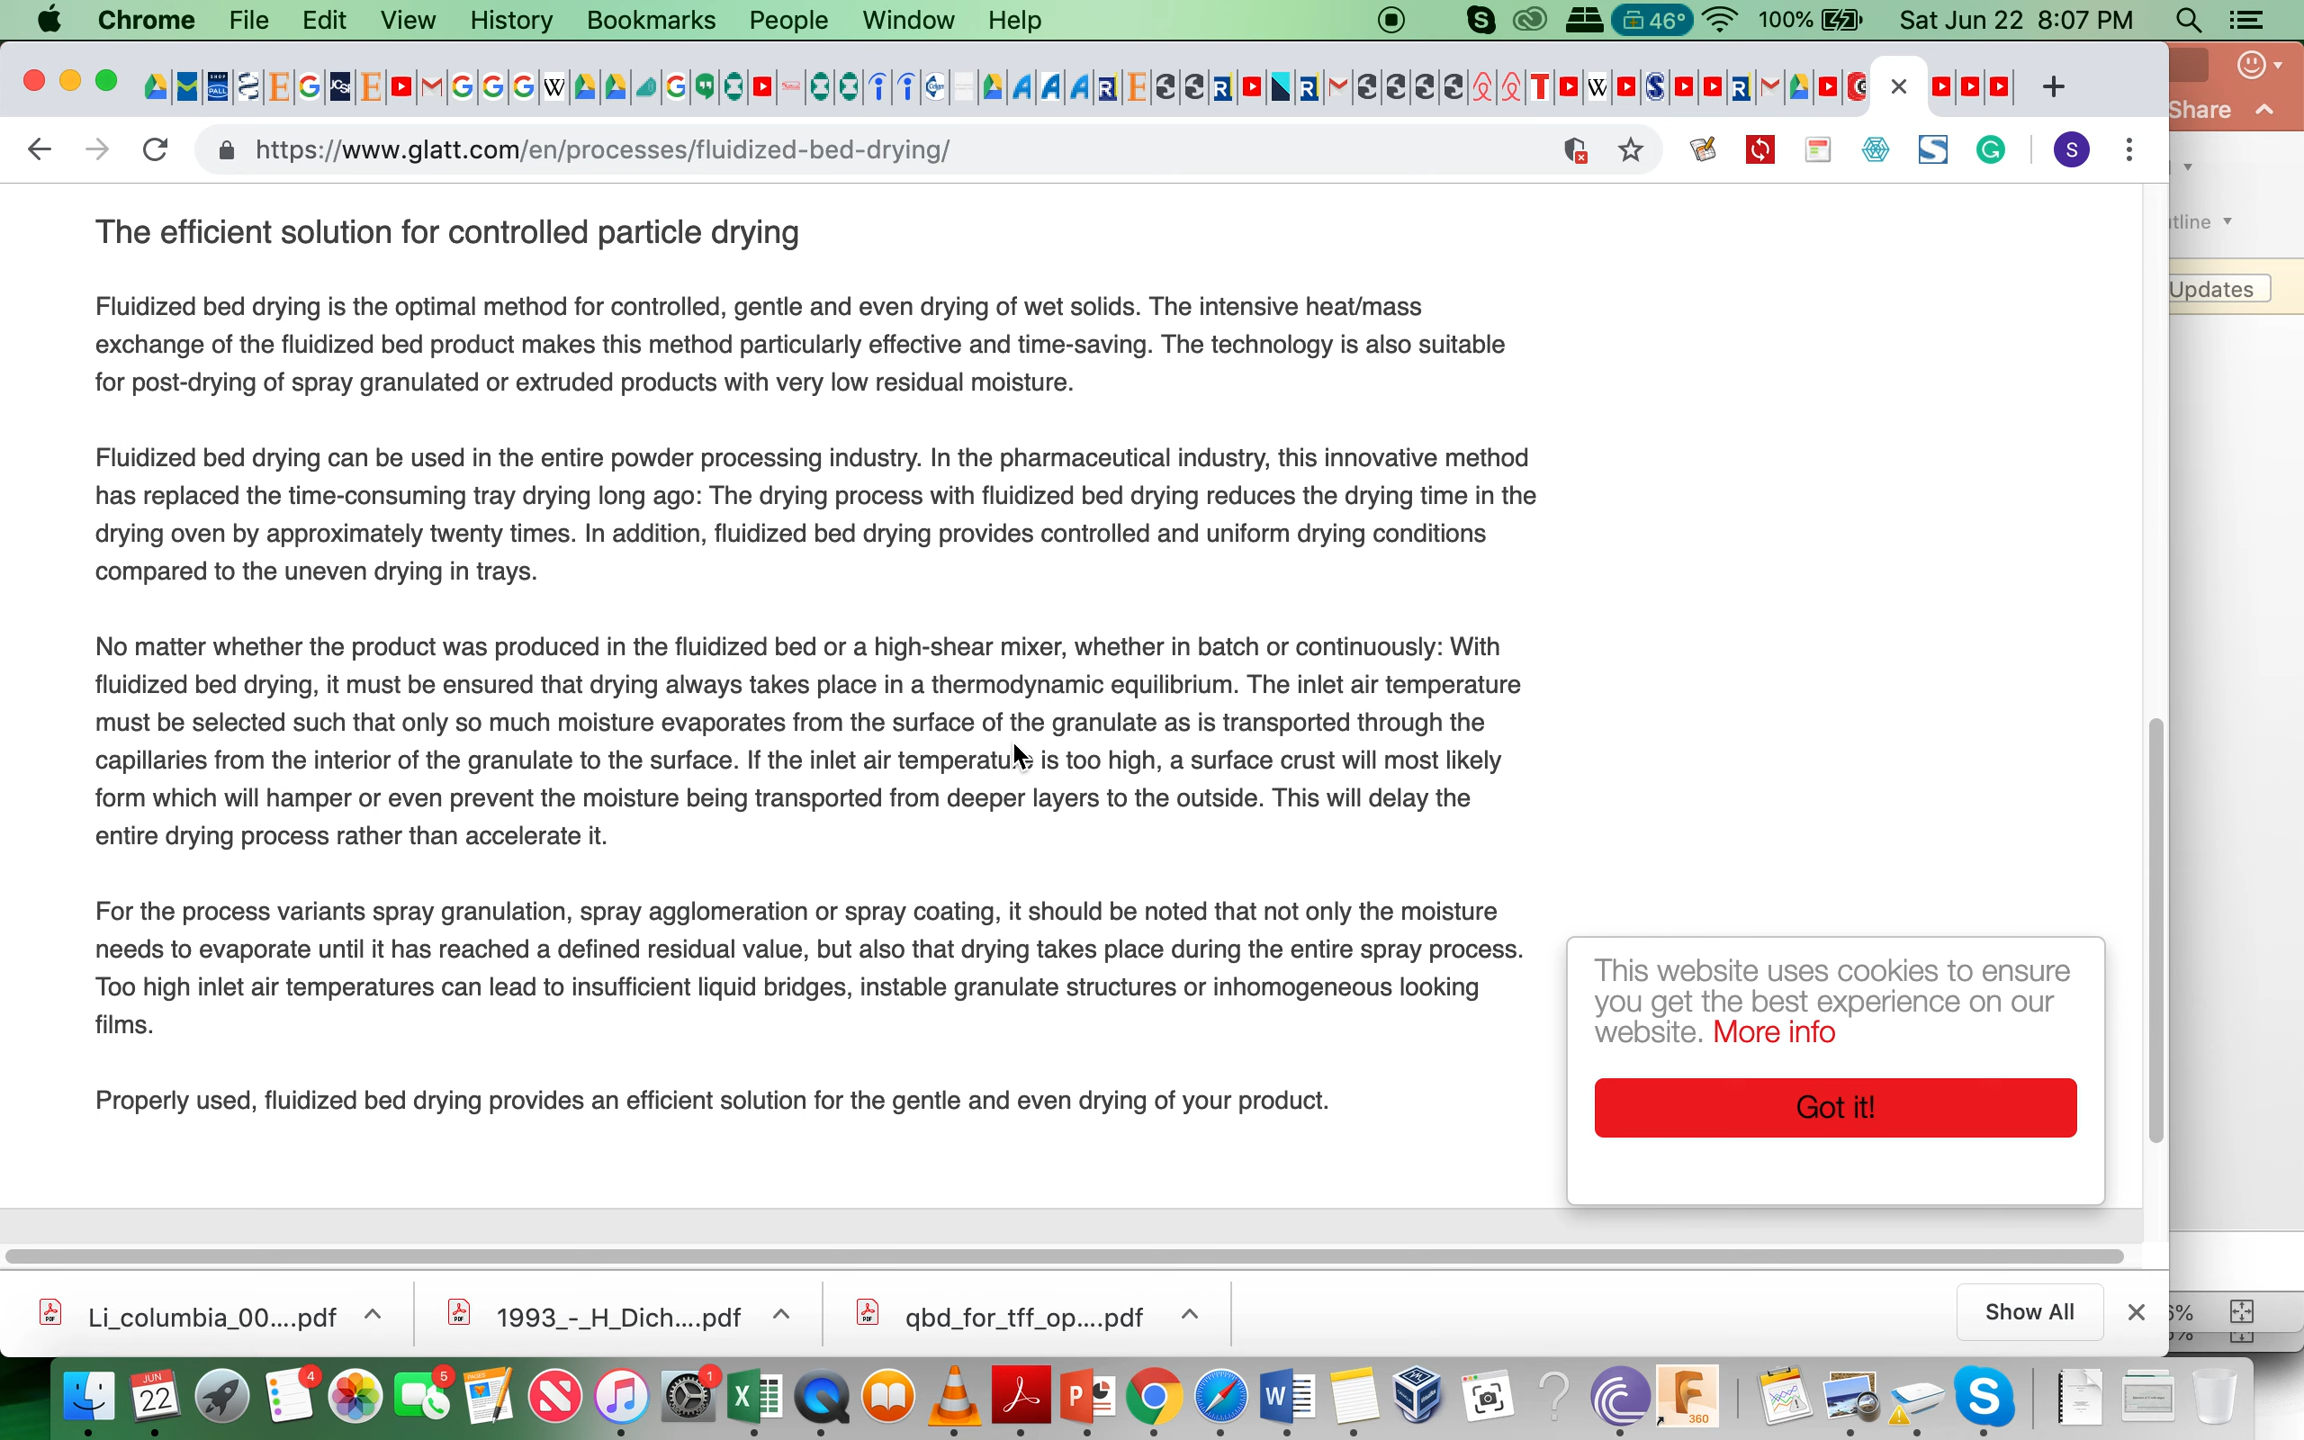 Chrome File Edit View History Bookmarks People Window Help 46° 100% Sat Jun 22 8:07 PM
Share
https://www.glatt.com/en/processes/fluidized-bed-drying/ S
Updates
The efficient solution for controlled particle drying
Fluidized bed drying is the optimal method for controlled, gentle and even drying of wet solids. The intensive heat/mass
exchange of the fluidized bed product makes this method particularly effective and time-saving. The technology is also suitable
for post-drying of spray granulated or extruded products with very low residual moisture.
Fluidized bed drying can be used in the entire powder processing industry. In the pharmaceutical industry, this innovative method
has replaced the time-consuming tray drying long ago: The drying process with fluidized bed drying reduces the drying time in the
drying oven by approximately twenty times. In addition, fluidized bed drying provides controlled and uniform drying conditions
compared to the uneven drying in trays.
No matter whether the product was produced in the fluidized bed or a high-shear mixer, whether in batch or continuously: With
fluidized bed drying, it must be ensured that drying always takes place in a thermodynamic equilibrium. The inlet air temperature
must be selected such that only so much moisture evaporates from the surface of the granulate as is transported through the
capillaries from the interior of the granulate to the surface. If the inlet air temperature is too high, a surface crust will most likely
form which will hamper or even prevent the moisture being transported from deeper layers to the outside. This will delay the
entire drying process rather than accelerate it.
For the process variants spray granulation, spray agglomeration or spray coating, it should be noted that not only the moisture
needs to evaporate until it has reached a defined residual value, but also that drying takes place during the entire spray process.
Too high inlet air temperatures can lead to insufficient liquid bridges, instable granulate structures or inhomogeneous looking
films.
Properly used, fluidized bed drying provides an efficient solution for the gentle and even drying of your product.
This website uses cookies to ensure
you get the best experience on our
website. More info
Got it!
Li_columbia_00....pdf 1993_-_H_Dich....pdf qbd_for_tff_op....pdf Show All
JUN
22
4
5
PAGES
1
360